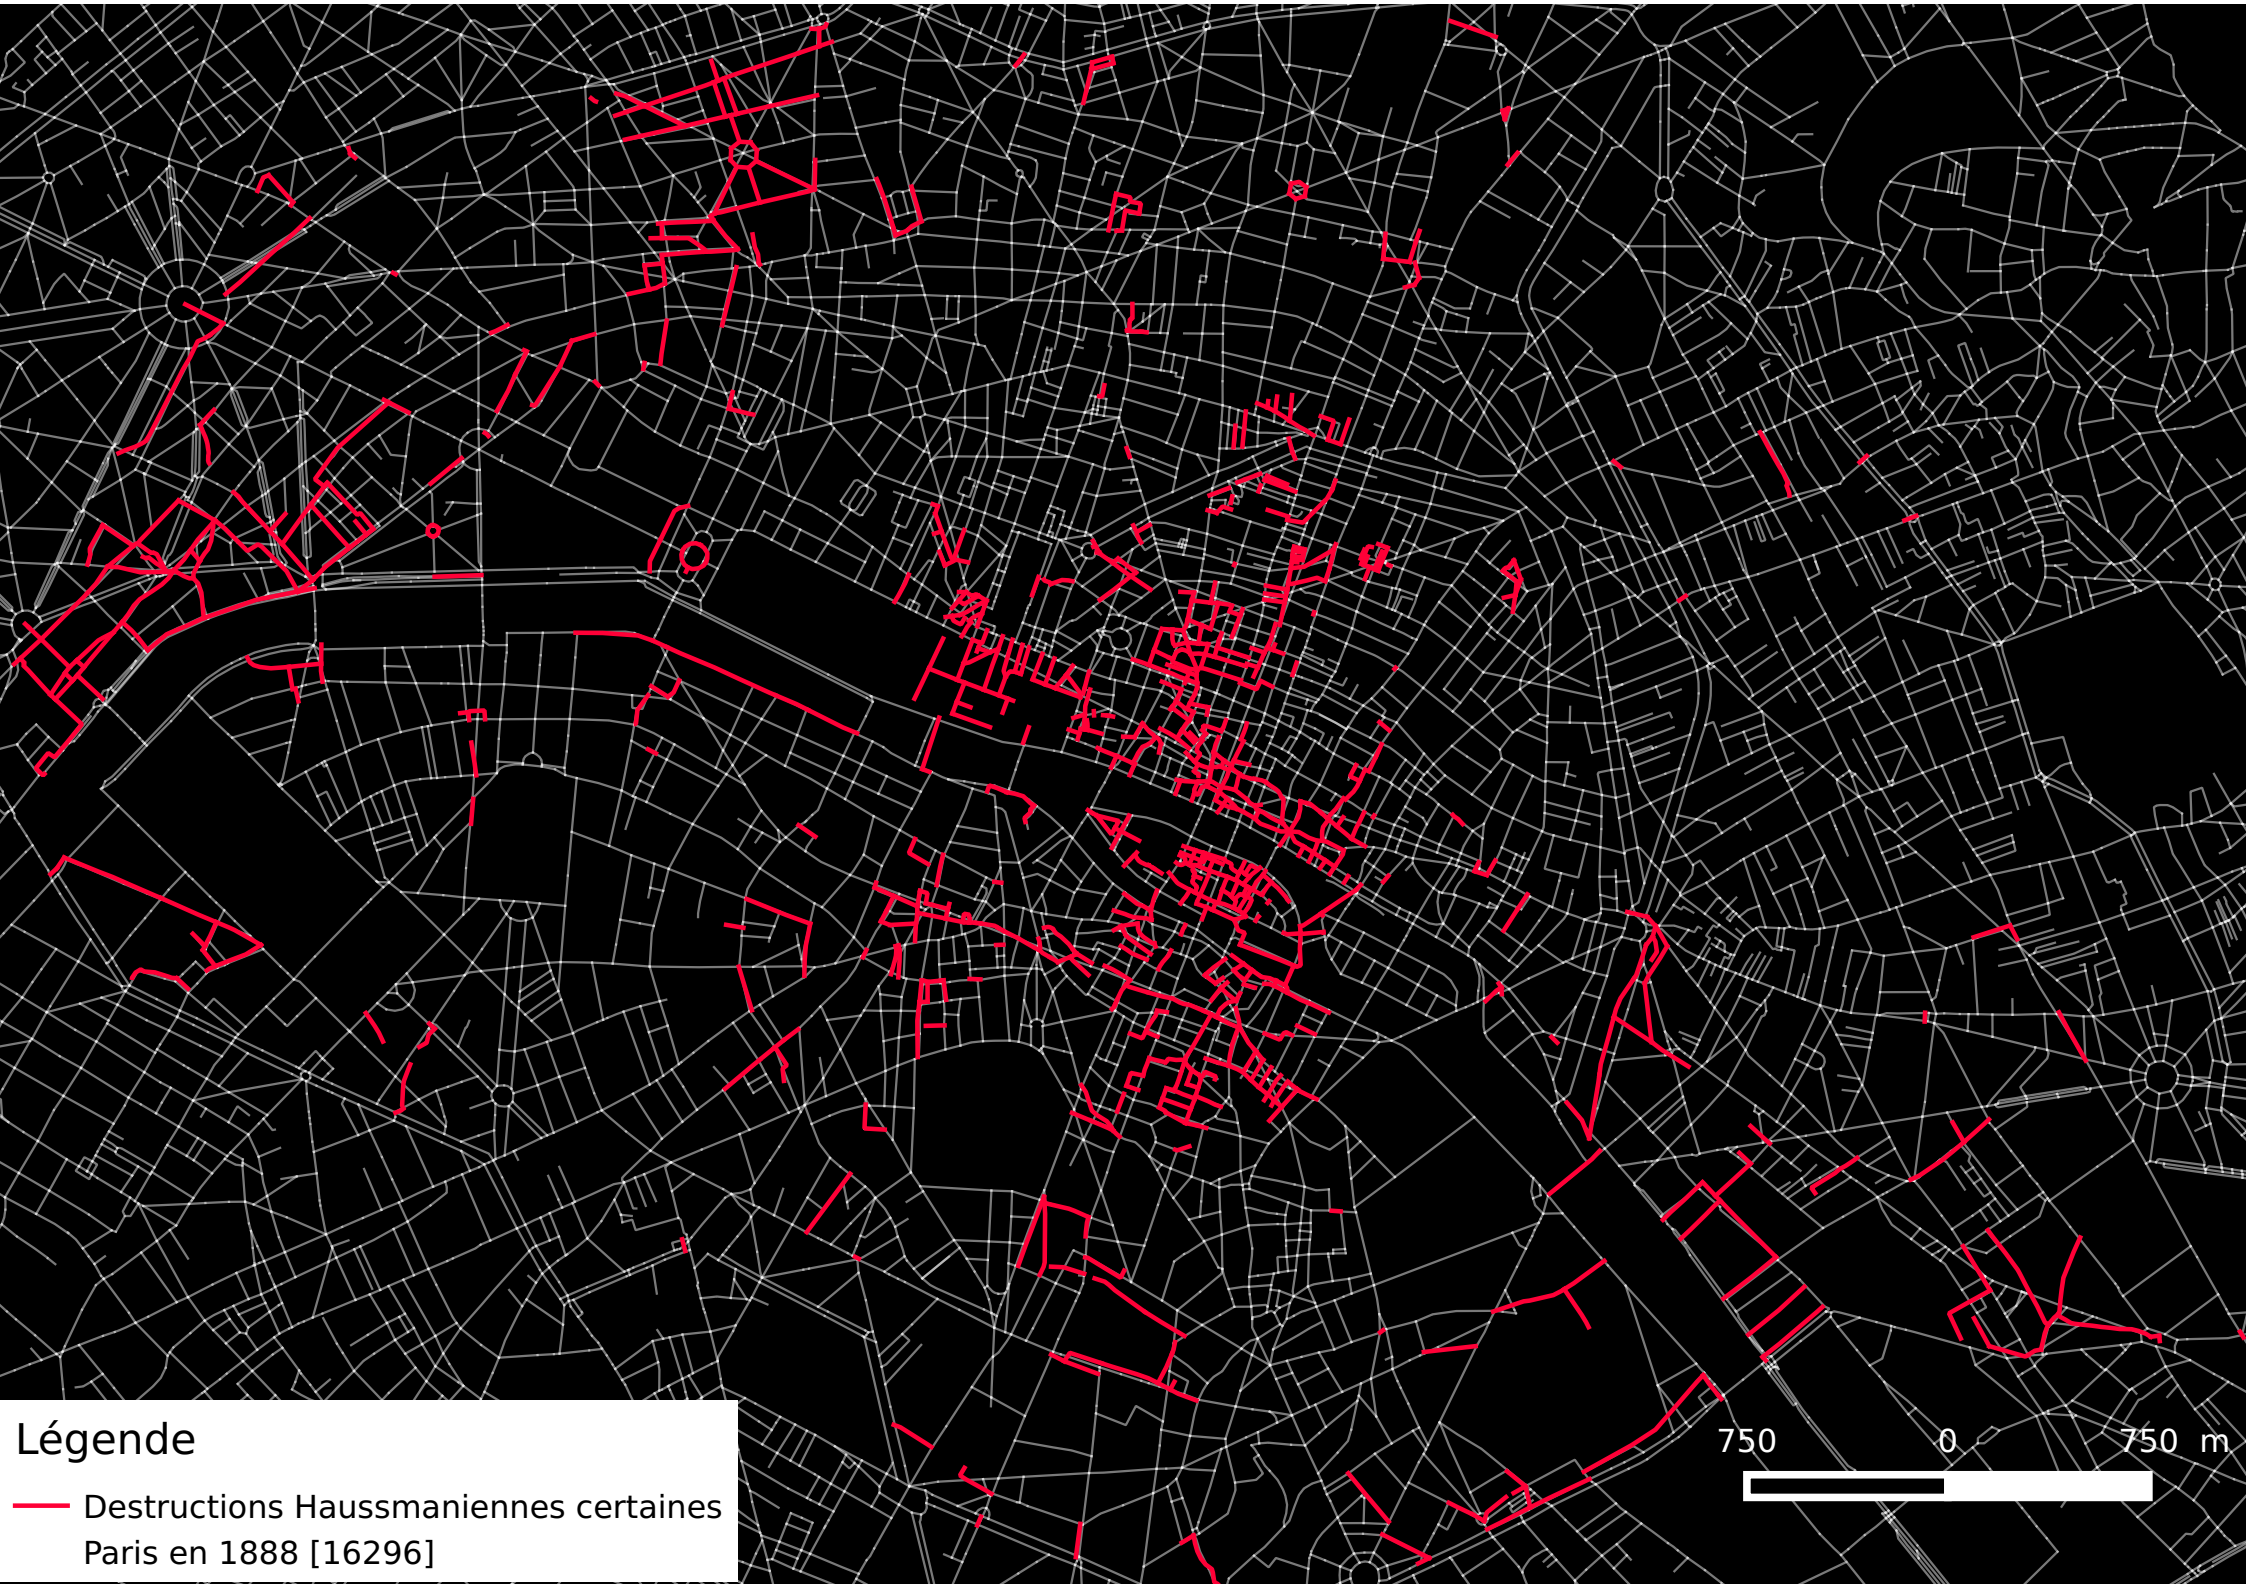 750 0 750 m
Légende
Destructions Haussmaniennes certaines
Paris en 1888 [16296]